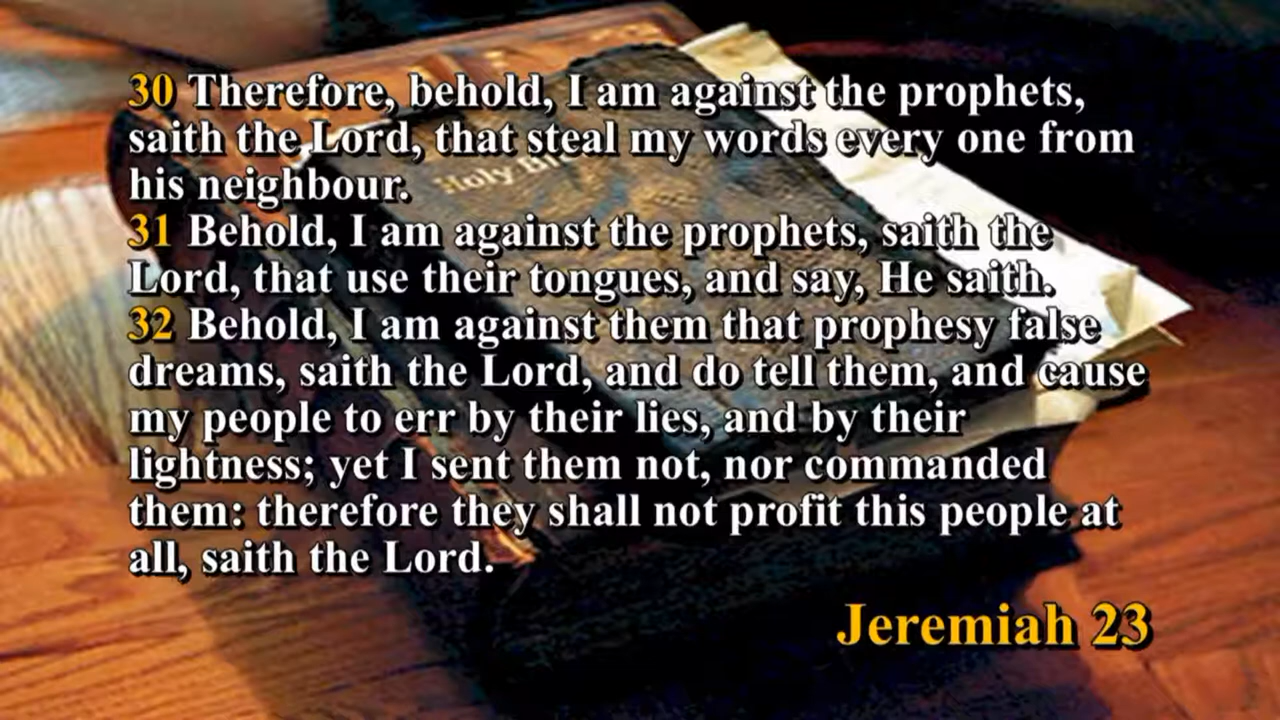 30 Therefore, behold, I am against the prophets,
saith the Lord, that steal my words every one from
his neighbour.
31 Behold, I am against the prophets, saith the
Lord, that use their tongues, and say, He saith.
32 Behold, I am against them that prophesy false
dreams, saith the Lord, and do tell them, and cause
my people to err by their lies, and by their
lightness; yet I sent them not, nor commanded
them: therefore they shall not profit this people at
all, saith the Lord.
Jeremiah 23
Holy